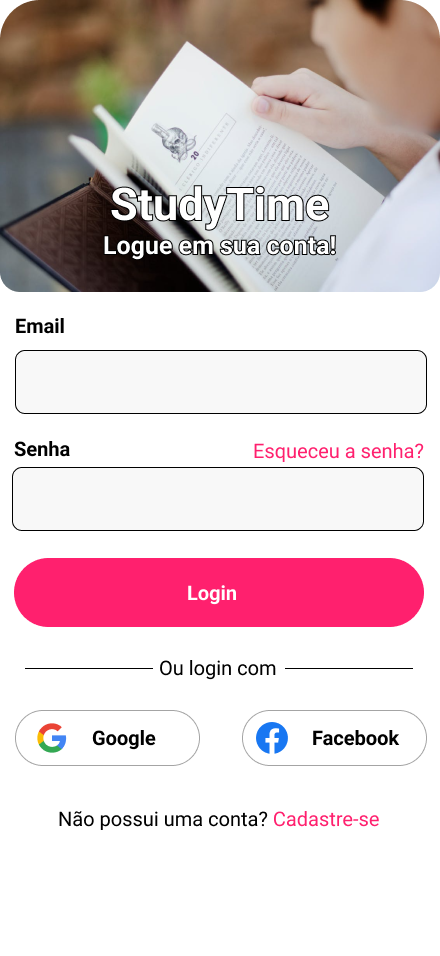 StudyTime
Logue em sua conta!
Email
Senha
Esqueceu a senha?
Login
Ou login com
Google
Facebook
Não possui uma conta? Cadastre-se